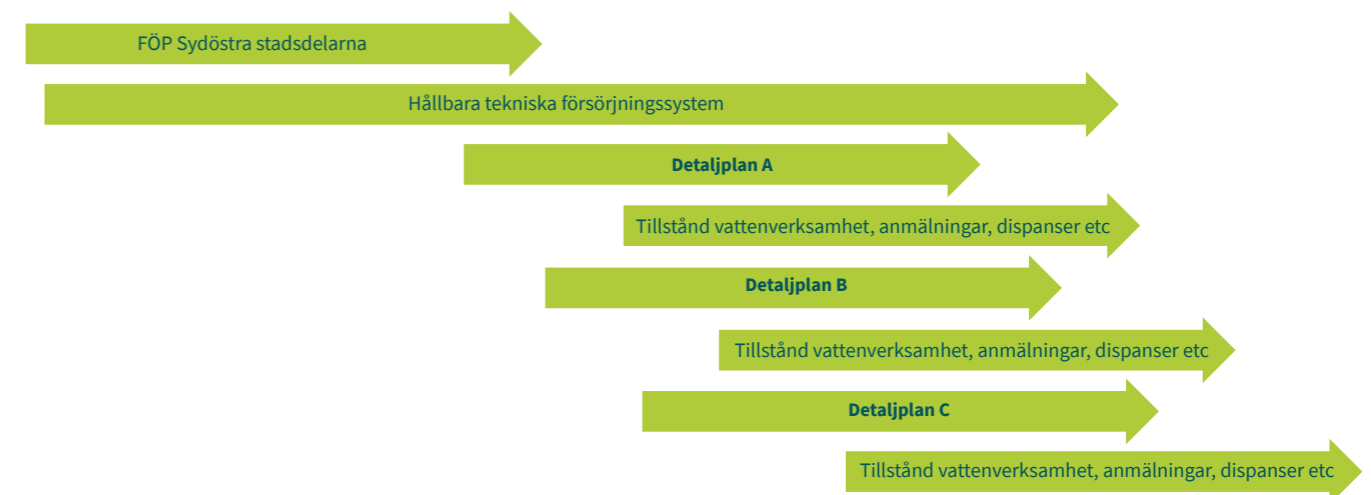 FÖP Sydöstra stadsdelarna
Hållbara tekniska försörjningssystem
Detaljplan A
Tillstånd vattenverksamhet, anmälningar, dispanser etc
Detaljplan B
Tillstånd vattenverksamhet, anmälningar, dispanser etc
Detaljplan C
Tillstånd vattenverksamhet, anmälningar, dispanser etc